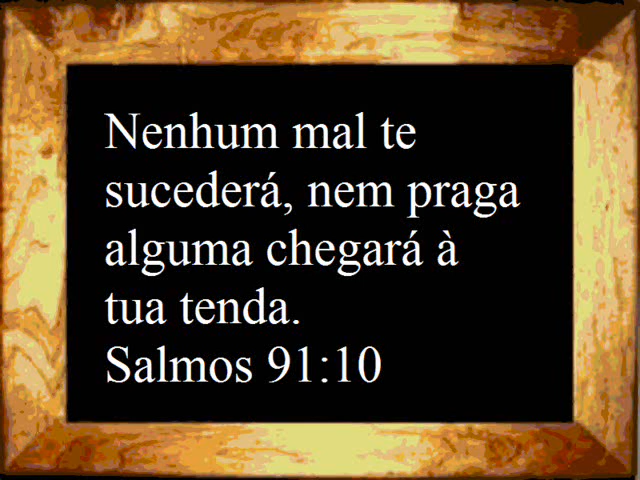 Nenhum mal te
sucederá, nem praga
alguma chegará à
tua tenda.
Salmos 91:10